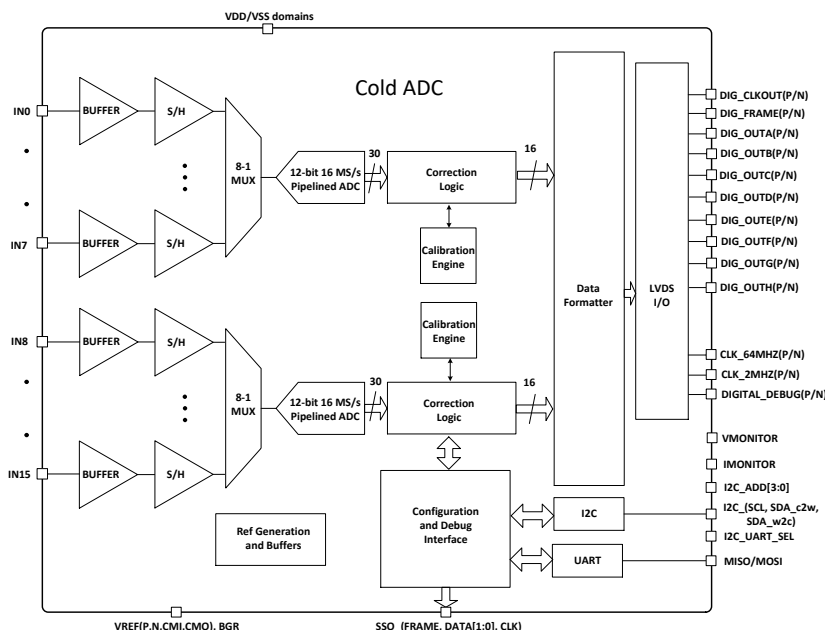 VDD/VSS domains
Cold ADC
IN0
BUFFER
S/H
8-1
MUX
12-bit 16 MS/s
Pipelined ADC
30
Correction
Logic
16
Calibration
Engine
IN7
BUFFER
S/H
IN8
BUFFER
S/H
8-1
MUX
12-bit 16 MS/s
Pipelined ADC
30
Calibration
Engine
Correction
Logic
16
IN15
BUFFER
S/H
Ref Generation
and Buffers
Configuration
and Debug
Interface
I2C
UART
Data
Formatter
LVDS
I/O
DIG_CLKOUT(P/N)
DIG_FRAME(P/N)
DIG_OUTA(P/N)
DIG_OUTB(P/N)
DIG_OUTC(P/N)
DIG_OUTD(P/N)
DIG_OUTE(P/N)
DIG_OUTF(P/N)
DIG_OUTG(P/N)
DIG_OUTH(P/N)
CLK_64MHZ(P/N)
CLK_2MHZ(P/N)
DIGITAL_DEBUG(P/N)
VMONITOR
IMONITOR
I2C_ADD[3:0]
I2C_(SCL, SDA_c2w,
SDA_w2c)
I2C_UART_SEL
MISO/MOSI
VREF(P,N,CMI,CMO), BGR
SSO_(FRAME, DATA[1:0], CLK)